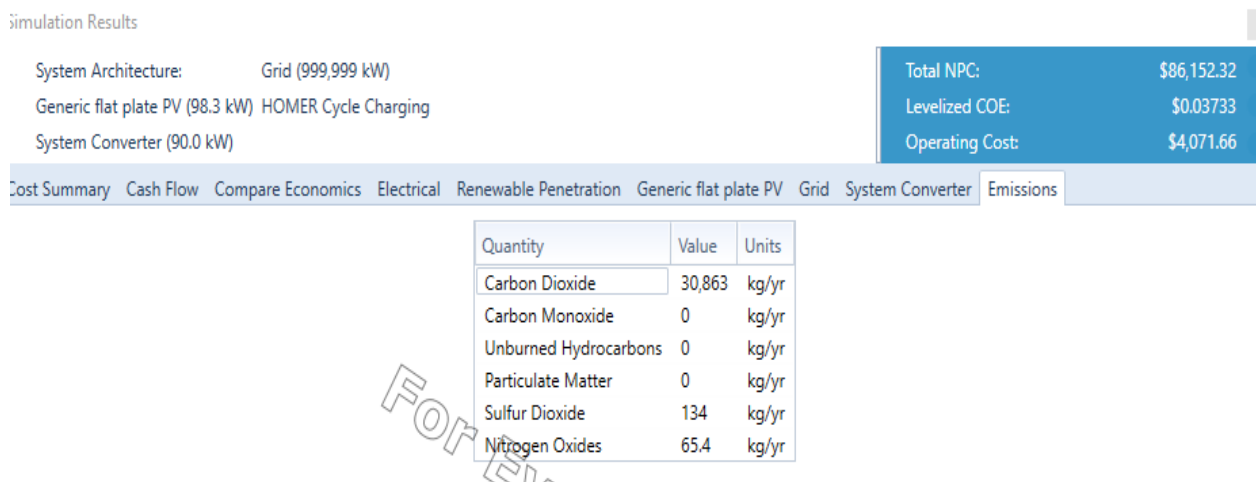 Simulation Results
System Architecture: Grid (999,999 kW)
Generic flat plate PV (98.3 kW) HOMER Cycle Charging
System Converter (90.0 kW)
Total NPC: $86,152.32
Levelized COE: $0.03733
Operating Cost: $4,071.66
Cost Summary Cash Flow Compare Economics Electrical Renewable Penetration Generic flat plate PV Grid System Converter Emissions
Quantity Value Units
Carbon Dioxide 30,863 kg/yr
Carbon Monoxide 0 kg/yr
Unburned Hydrocarbons 0 kg/yr
Particulate Matter 0 kg/yr
Sulfur Dioxide 134 kg/yr
Nitrogen Oxides 65.4 kg/yr
For